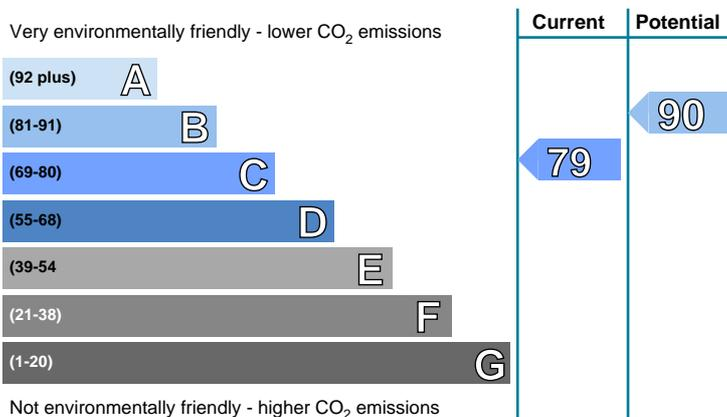 Very environmentally friendly - lower CO2 emissions
Current
Potential
(92 plus) A
(81-91) B
(69-80) C
(55-68) D
(39-54 E
(21-38) F
(1-20) G
79
90
Not environmentally friendly - higher CO2 emissions